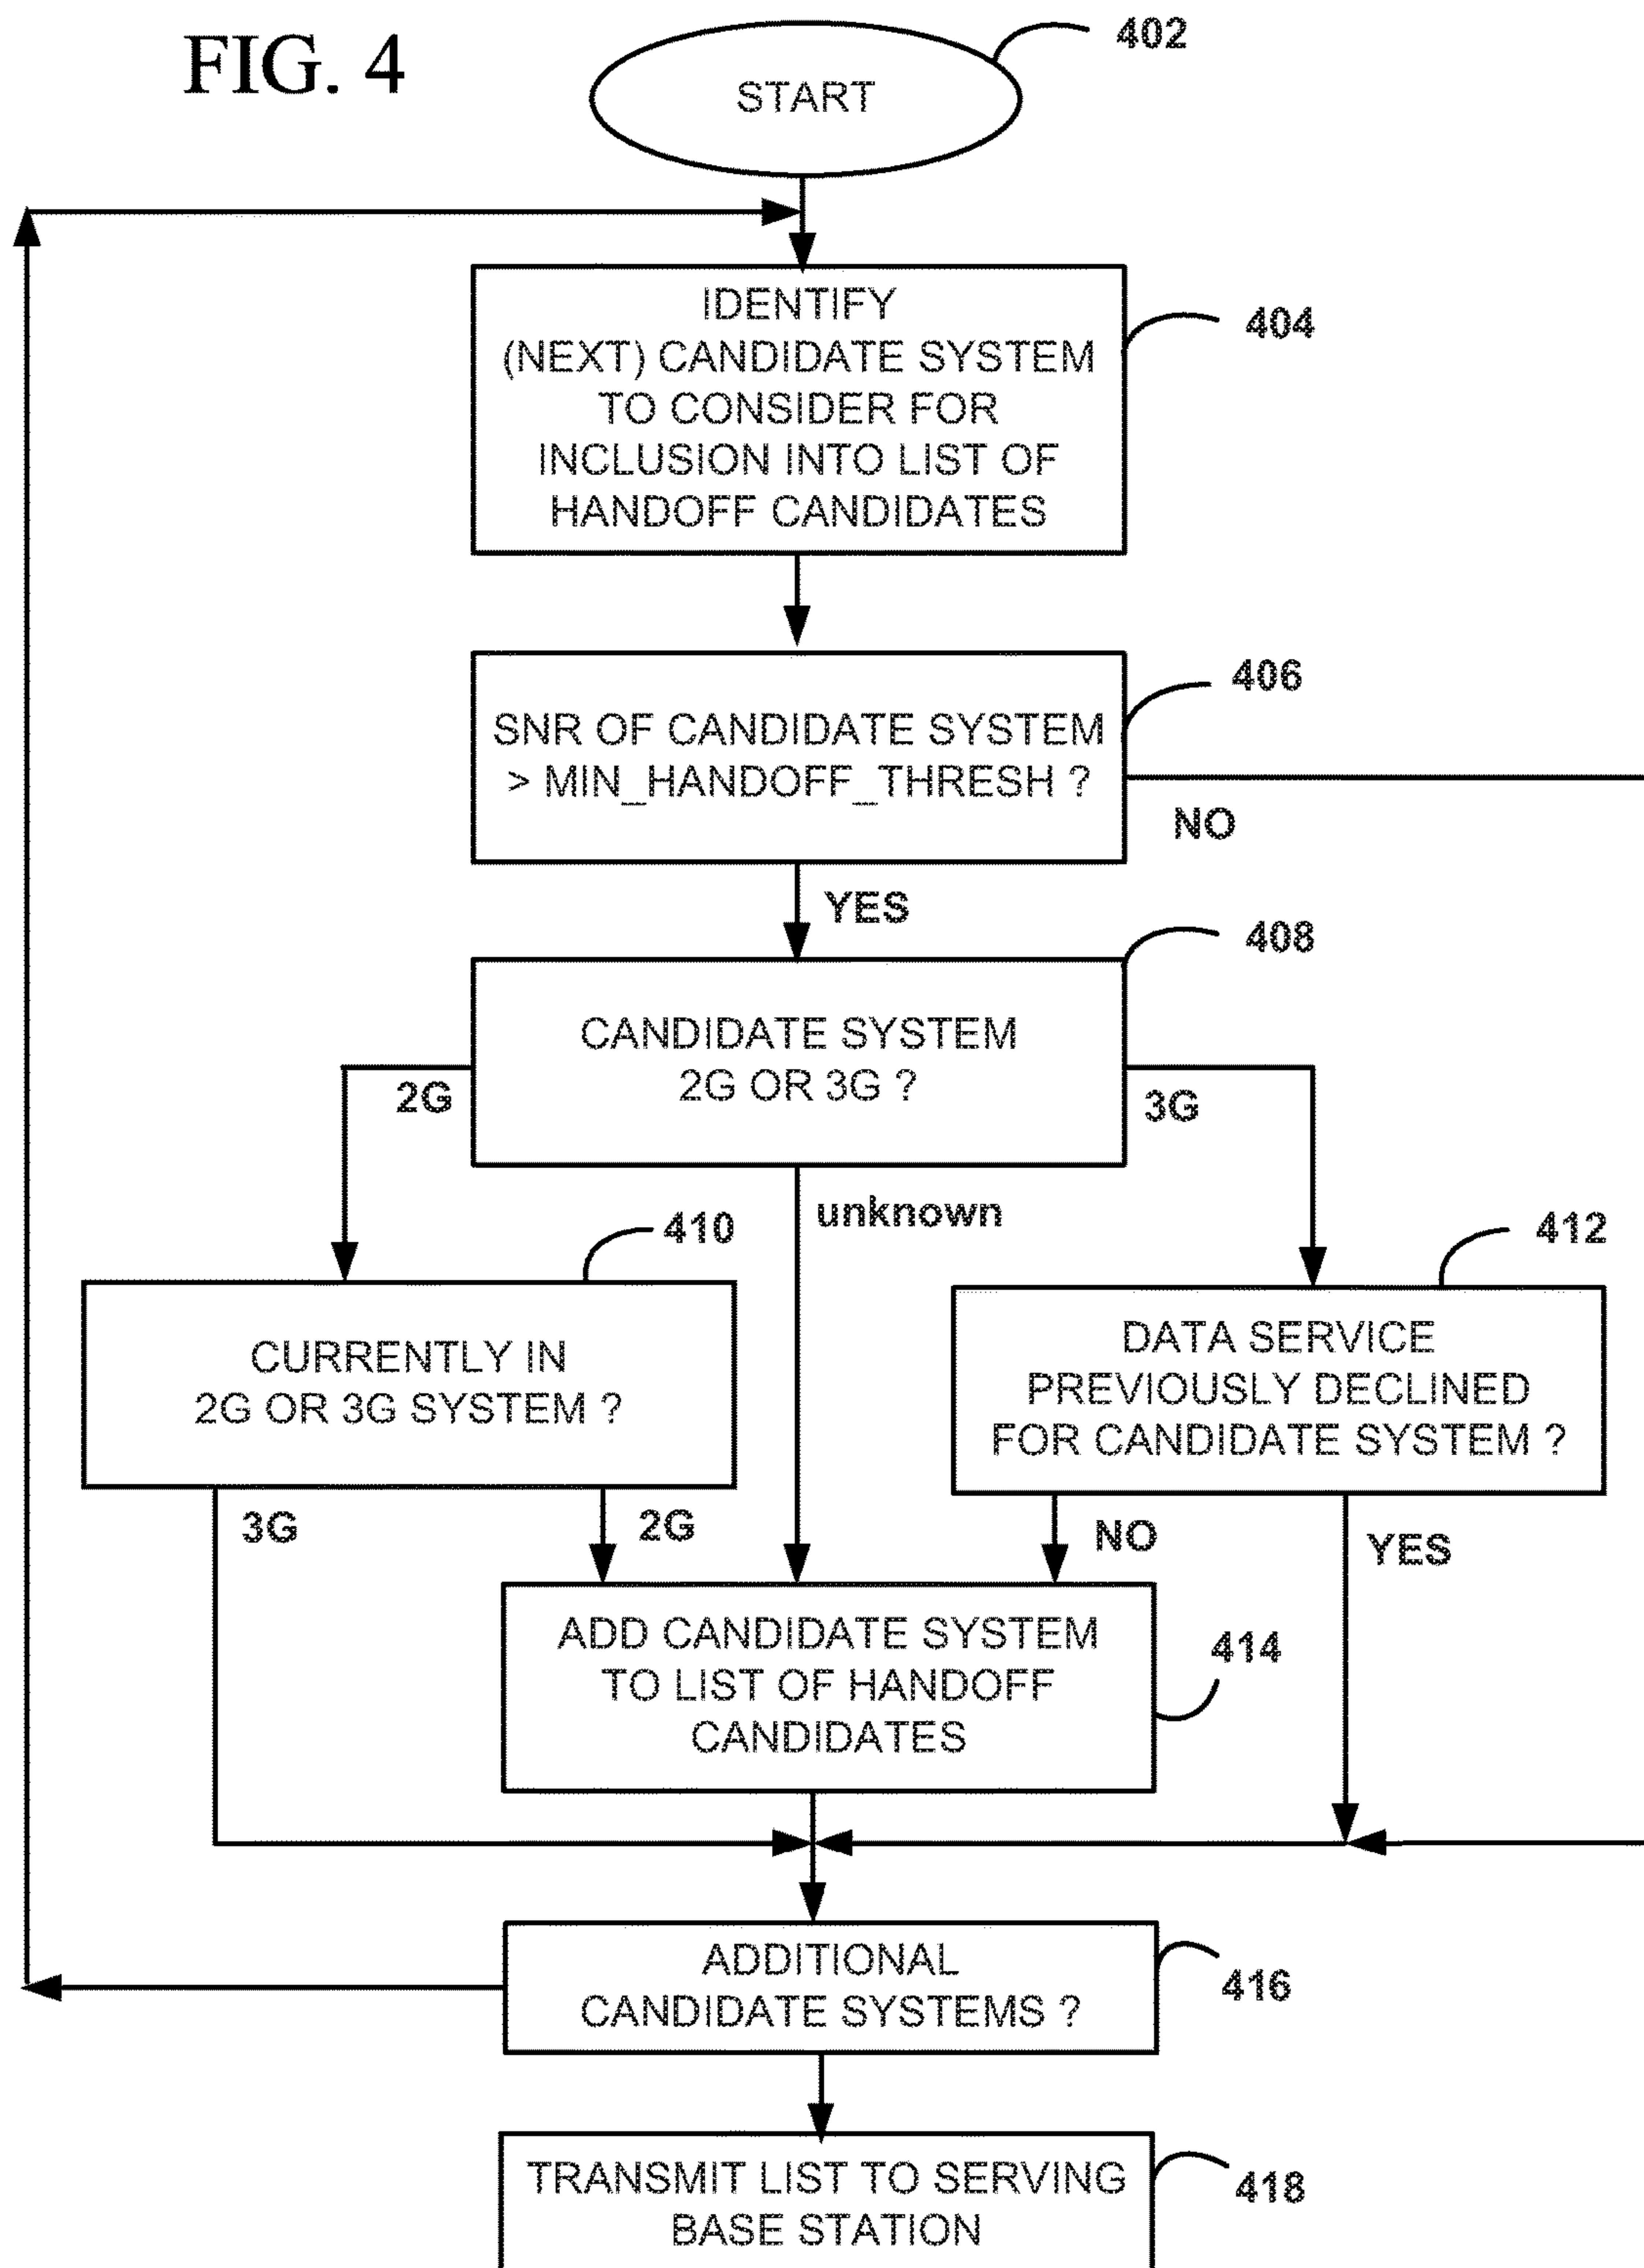 FIG. 4
402
START
IDENTIFY
(NEXT) CANDIDATE SYSTEM
TO CONSIDER FOR
INCLUSION INTO LIST OF
HANDOFF CANDIDATES
404
406
SNR OF CANDIDATE SYSTEM
> MIN_HANDOFF_THRESH ?
NO
YES
408
CANDIDATE SYSTEM
2G OR 3G ?
2G
3G
unknown
410
412
CURRENTLY IN
2G OR 3G SYSTEM ?
DATA SERVICE
PREVIOUSLY DECLINED
FOR CANDIDATE SYSTEM ?
3G
2G
NO
YES
ADD CANDIDATE SYSTEM
TO LIST OF HANDOFF
CANDIDATES
414
ADDITIONAL
CANDIDATE SYSTEMS ?
416
TRANSMIT LIST TO SERVING
BASE STATION
418